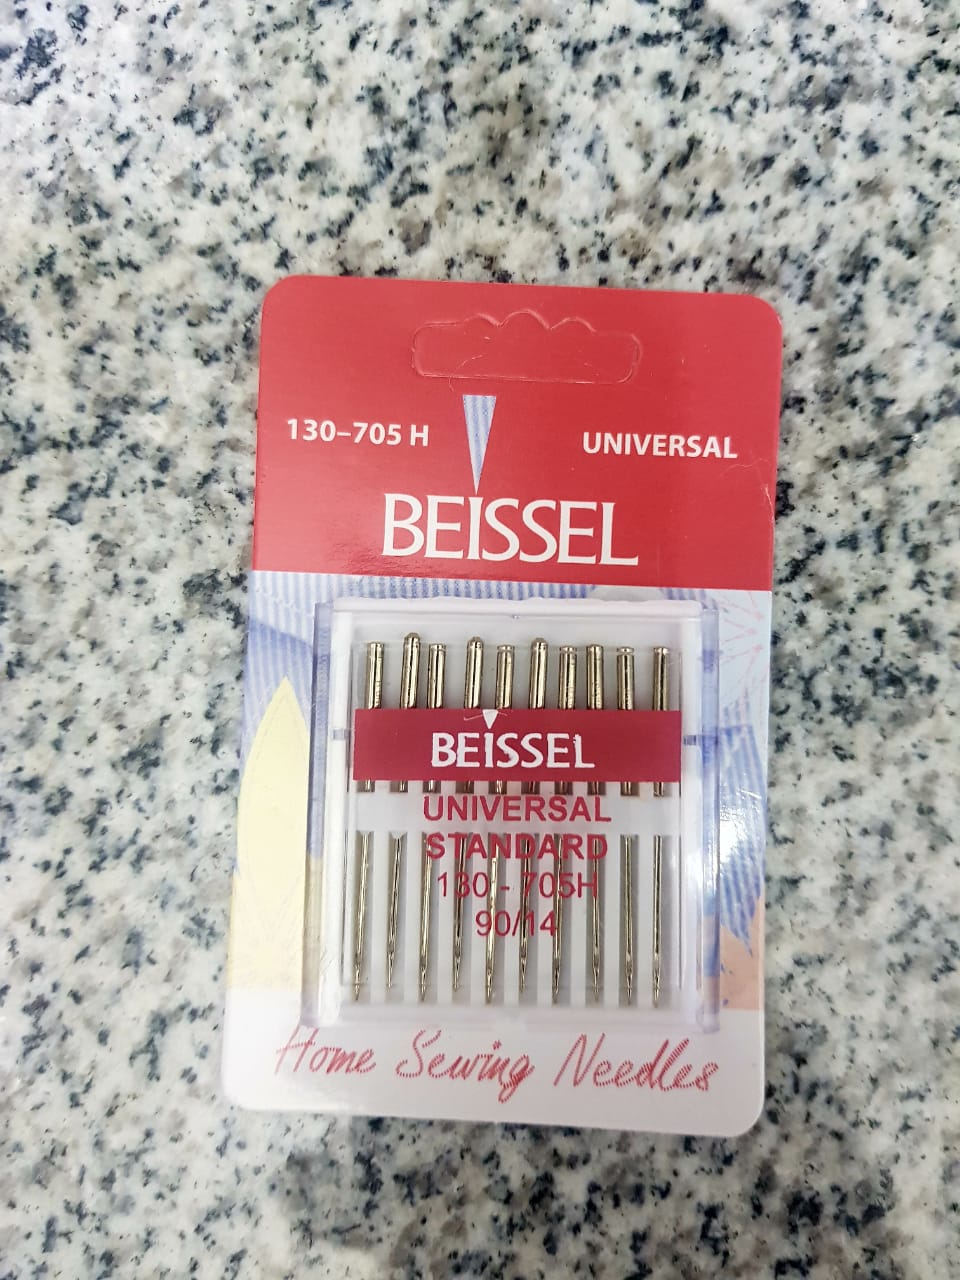 130–705 H
UNIVERSAL
BEISSEL
BEISSEL
UNIVERSAL
STANDARD
130 - 705H
90/14
Home Sewing Needles